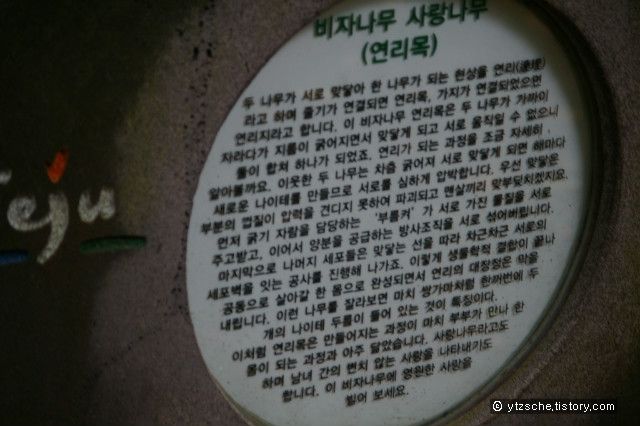 비자나무 사랑나무
(연리목)
두 나무가 서로 맞닿아 한 나무가 되는 현상을 연리(連理)
라고 하며 줄기가 연결되면 연리목, 가지가 연결되었으면
연리지라고 합니다. 이 비자나무 연리목은 두 나무가 가까이
자라다가 지름이 굵어지면서 맞닿게 되고 서로 움직일 수 없으니
둘이 합쳐 하나가 되었죠. 연리가 되는 과정을 조금 자세히
알아볼까요. 이웃한 두 나무는 차츰 굵어져 서로 맞닿게 되면 해마다
새로운 나이테를 만들므로 서로를 심하게 압박합니다. 우선 맞닿은
부분의 껍질이 압력을 견디지 못하여 파괴되고 맨살끼리 맞부딪치겠지요.
먼저 굵기 자람을 담당하는 '부름켜'가 서로 가진 물질을 서로
주고받고, 이어서 양분을 공급하는 방사조직을 서로 섞어버립니다.
마지막으로 나머지 세포들은 맞닿는 선을 따라 차근차근 서로의
세포벽을 잇는 공사를 진행해 나가죠. 이렇게 생물학적 결합이 끝나
공동으로 살아갈 한 몸으로 완성되면서 연리의 대장정은 막을
내립니다. 이런 나무를 잘라보면 마치 쌍가마처럼 한꺼번에 두
개의 나이테 두름이 들어 있는 것이 특징이다.
이처럼 연리목은 만들어지는 과정이 마치 부부가 만나 한
몸이 되는 과정과 아주 닮았습니다. 사랑나무라고도
하며 남녀 간의 변치 않는 사랑을 나타내기도
합니다. 이 비자나무에 영원한 사랑을
빌어 보세요.
Jeju
© ytzsche.tistory.com